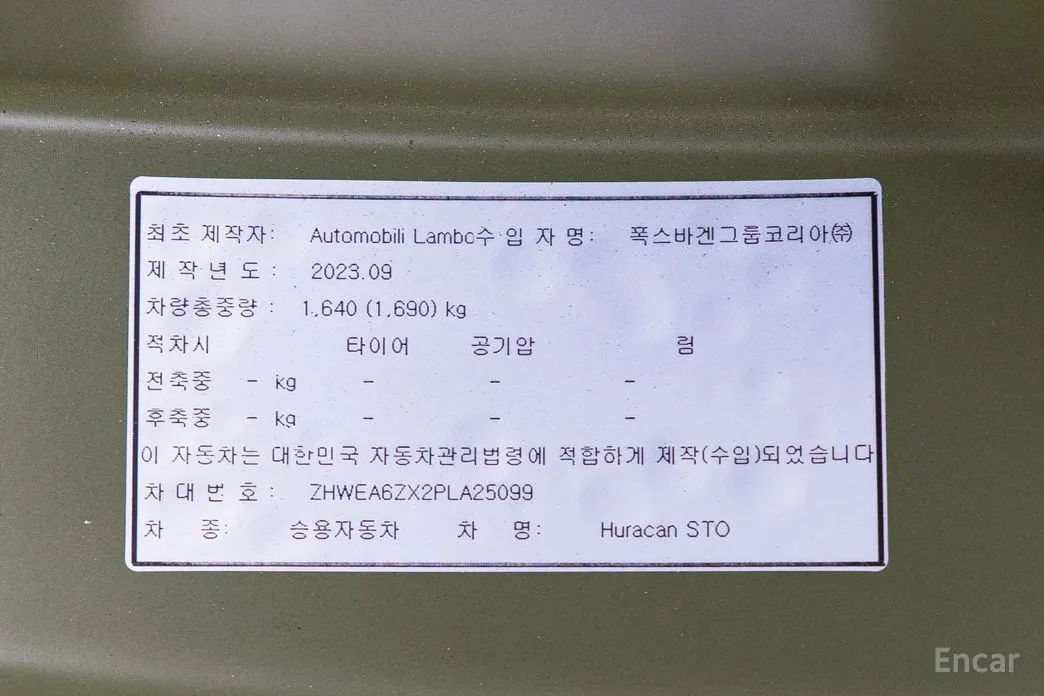 최초 제작자: Automobili Lambo수 입 자 명: 폭스바겐그룹코리아㈜
제 작 년 도 : 2023.09
차량총중량 : 1,640 (1,690) kg
적차시 타이어 공기압 림
전축중 - kg - - -
후축중 - kg - - -
이 자동차는 대한민국 자동차관리법령에 적합하게 제작(수입)되었습니다
차 대 번 호 : ZHWEA6ZX2PLA25099
차 종: 승용자동차 차 명: Huracan STO
Encar